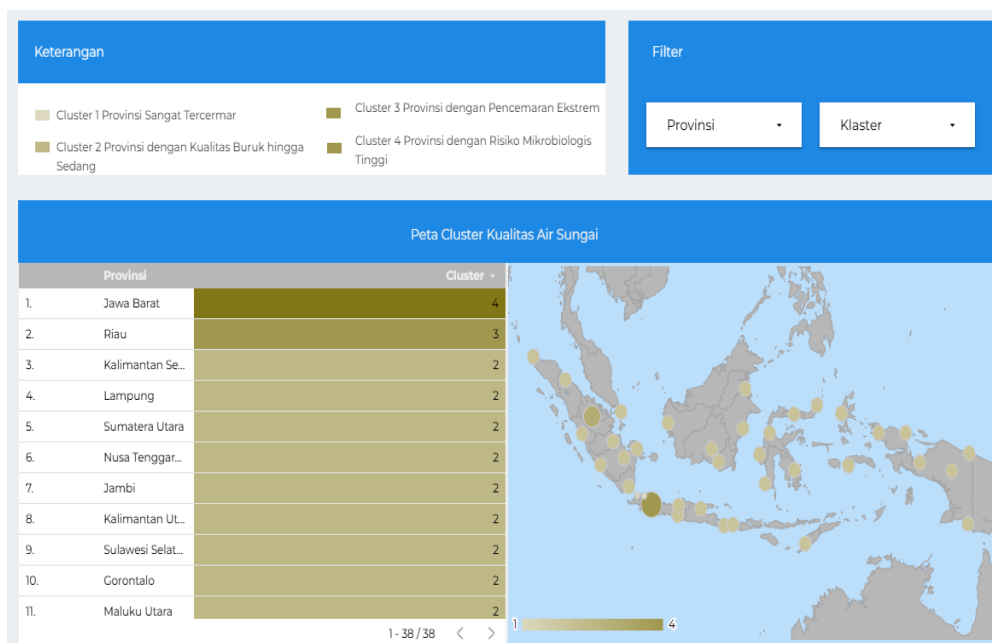 Keterangan
Cluster 1 Provinsi Sangat Tercermar
Cluster 2 Provinsi dengan Kualitas Buruk hingga
Sedang
Cluster 3 Provinsi dengan Pencemaran Ekstrem
Cluster 4 Provinsi dengan Risiko Mikrobiologis
Tinggi
Filter
Provinsi
Klaster
Peta Cluster Kualitas Air Sungai
Provinsi Cluster
1. Jawa Barat 4
2. Riau 3
3. Kalimantan Se... 2
4. Lampung 2
5. Sumatera Utara 2
6. Nusa Tenggar... 2
7. Jambi 2
8. Kalimantan Ut... 2
9. Sulawesi Selat... 2
10. Gorontalo 2
11. Maluku Utara 2
1 - 38 / 38
1 4